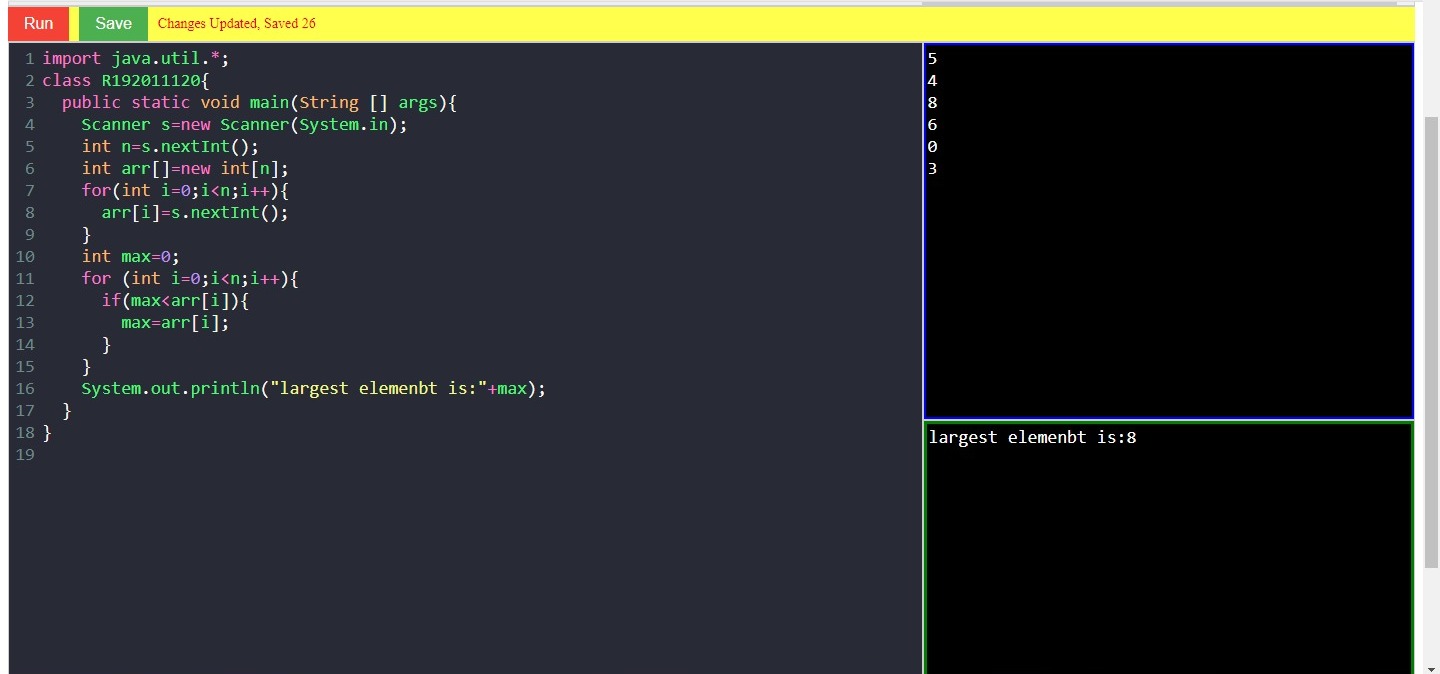 Run Save Changes Updated, Saved 26
1 import java.util.*;
2 class R192011120{
3   public static void main(String [] args){
4     Scanner s=new Scanner(System.in);
5     int n=s.nextInt();
6     int arr[]=new int[n];
7     for(int i=0;i<n;i++){
8       arr[i]=s.nextInt();
9     }
10     int max=0;
11     for (int i=0;i<n;i++){
12       if(max<arr[i]){
13         max=arr[i];
14       }
15     }
16     System.out.println("largest elemenbt is:"+max);
17   }
18 }
19
5
4
8
6
0
3
largest elemenbt is:8